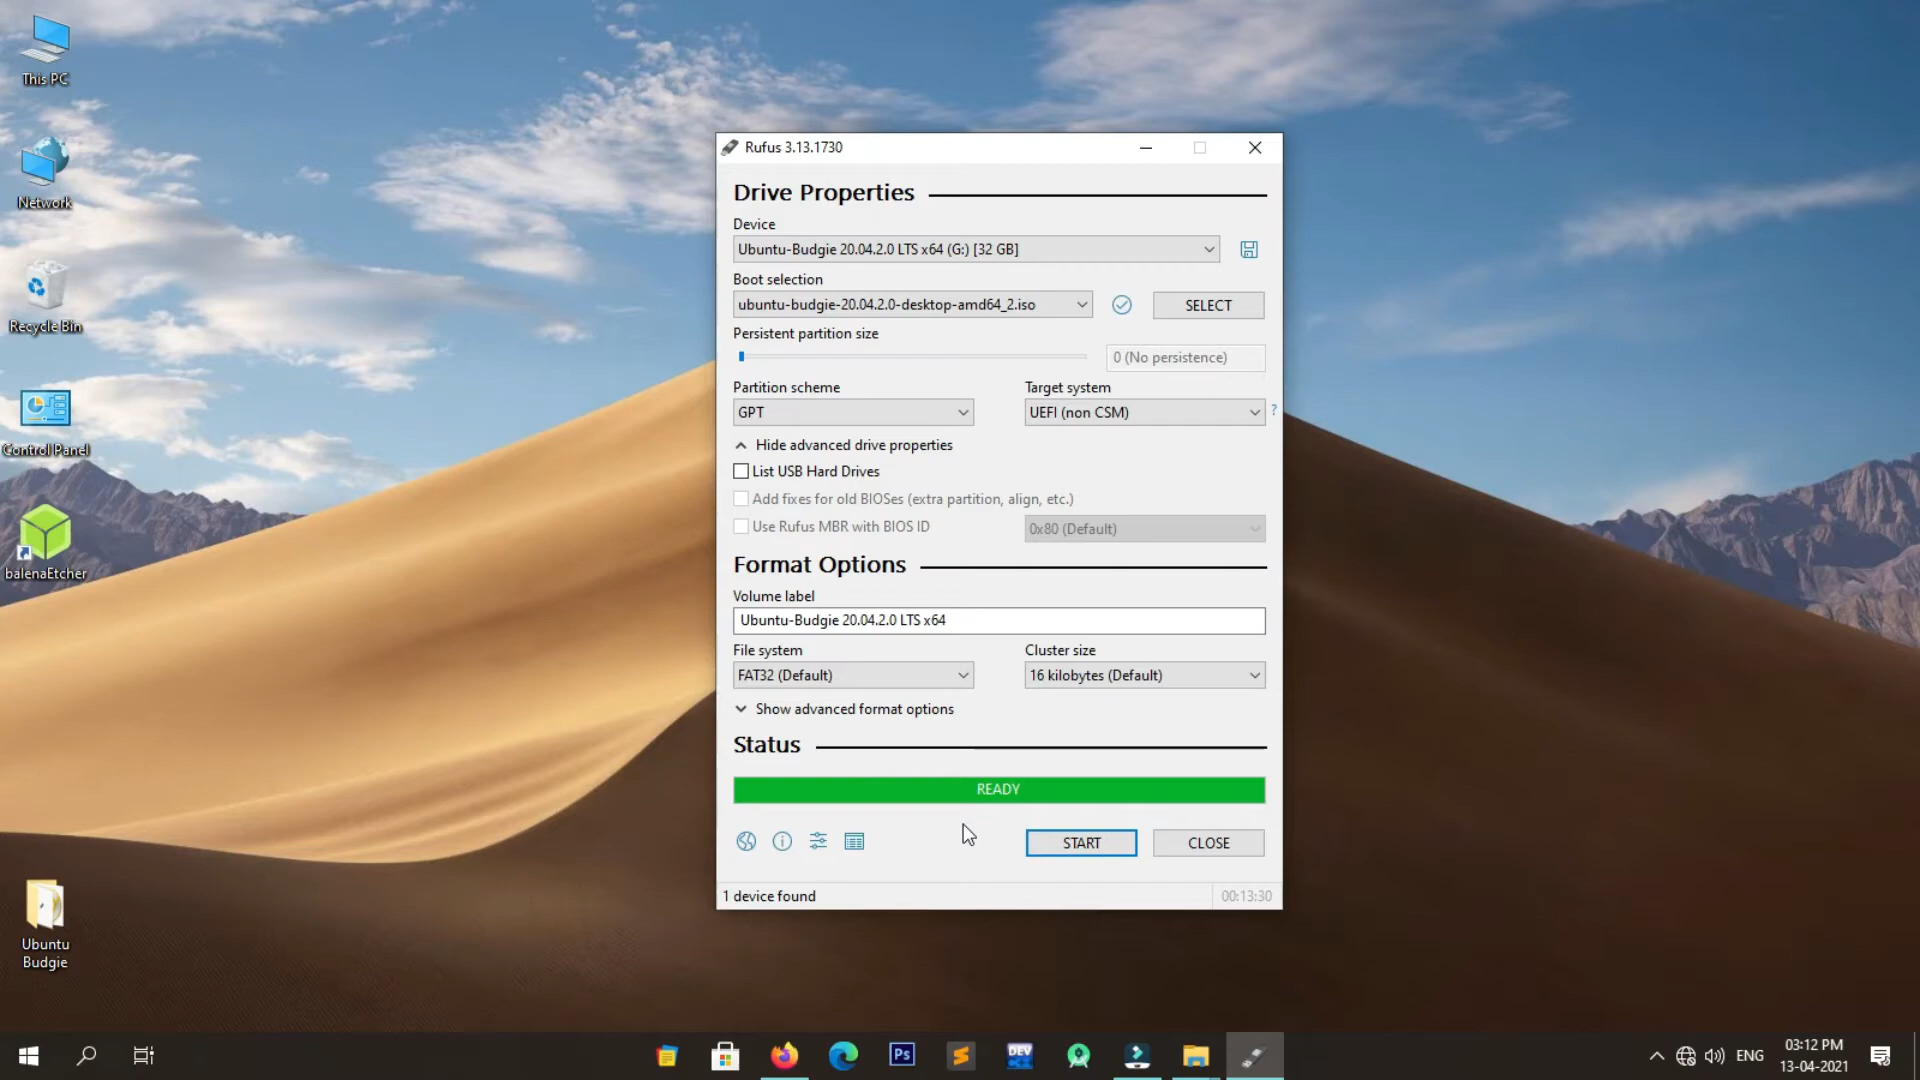 This PC
Network
Recycle Bin
Control Panel
balenaEtcher
Ubuntu
Budgie
Rufus 3.13.1730
Drive Properties
Device
Ubuntu-Budgie 20.04.2.0 LTS x64 (G:) [32 GB]
Boot selection
ubuntu-budgie-20.04.2.0-desktop-amd64_2.iso
SELECT
Persistent partition size
0 (No persistence)
Partition scheme
Target system
GPT
UEFI (non CSM)
?
Hide advanced drive properties
List USB Hard Drives
Add fixes for old BIOSes (extra partition, align, etc.)
Use Rufus MBR with BIOS ID
0x80 (Default)
Format Options
Volume label
Ubuntu-Budgie 20.04.2.0 LTS x64
File system
Cluster size
FAT32 (Default)
16 kilobytes (Default)
Show advanced format options
Status
READY
START
CLOSE
1 device found
00:13:30
Ps
DEV
ENG
03:12 PM
13-04-2021